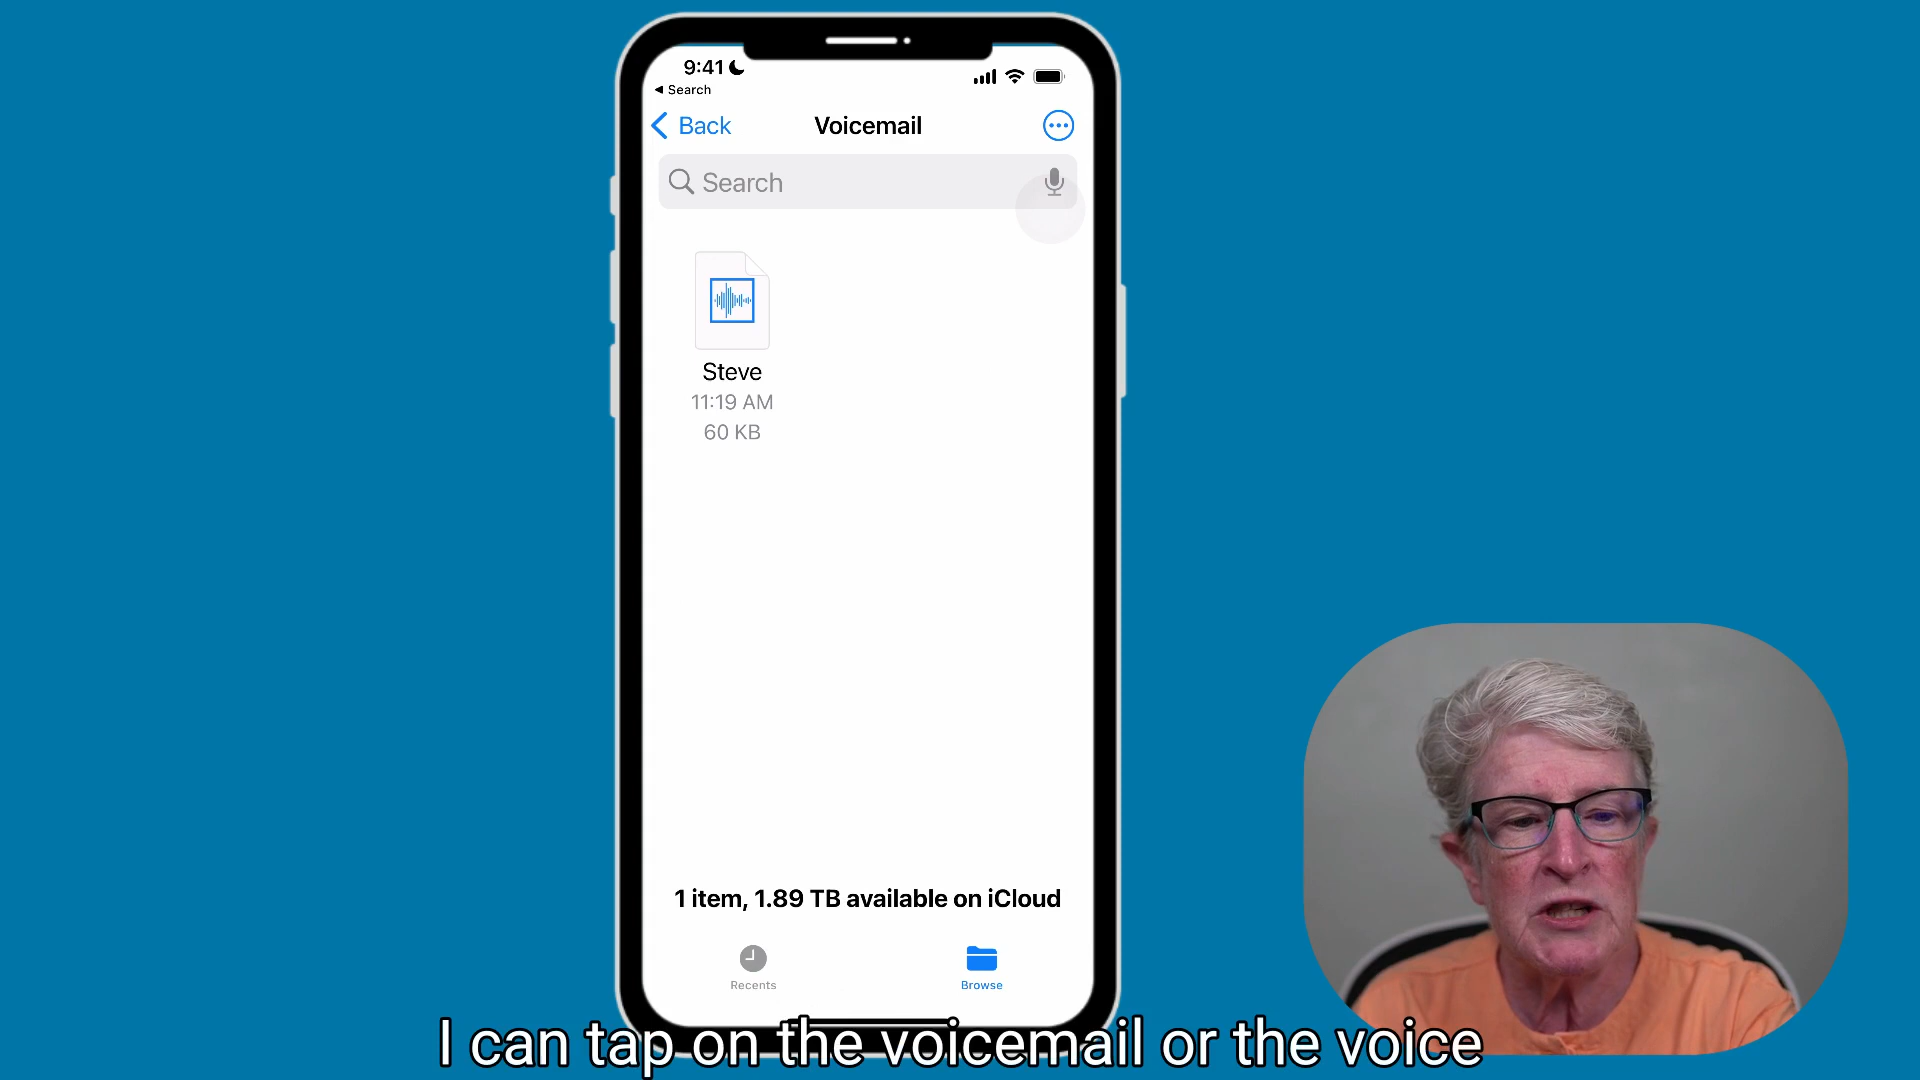 9:41
Search
Back
Voicemail
Search
Steve
11:19 AM
60 KB
1 item, 1.89 TB available on iCloud
Recents
Browse
I can tap on the voicemail or the voice